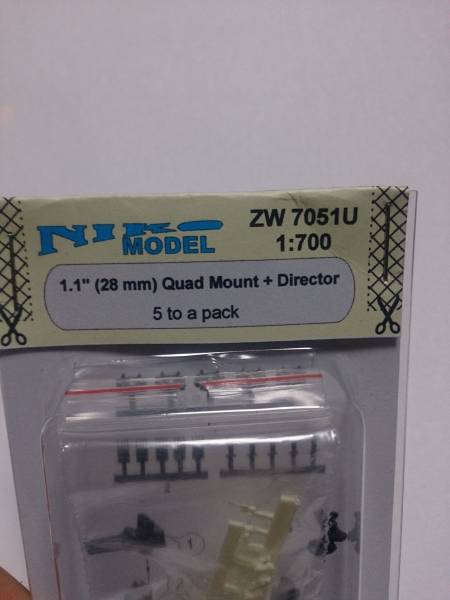 NIKO
MODEL
ZW 7051U
1:700
1.1" (28 mm) Quad Mount + Director
5 to a pack